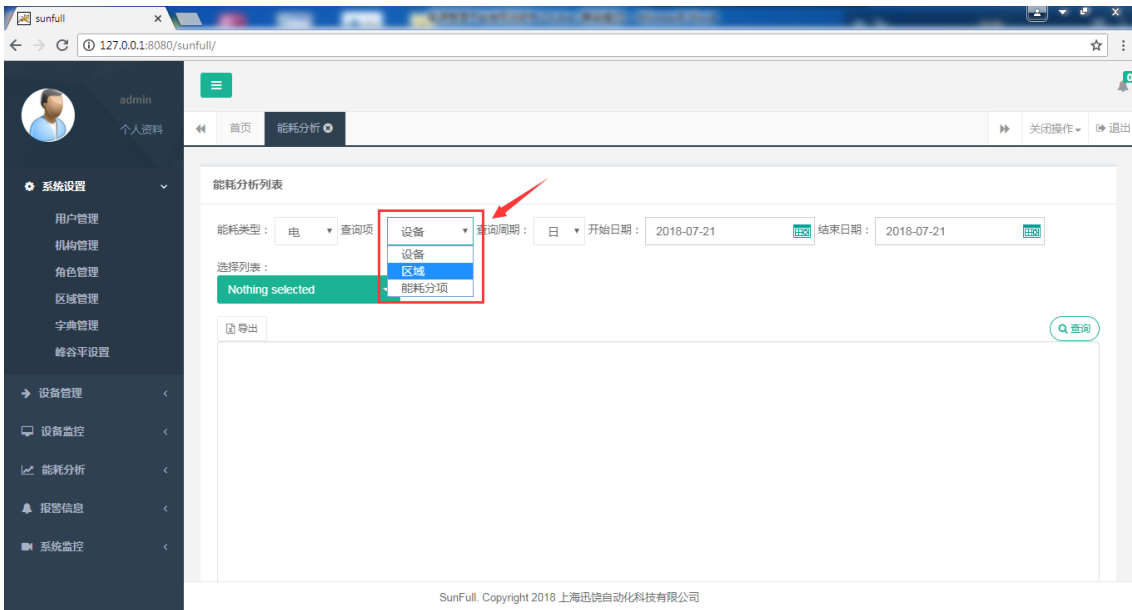 sunfull
127.0.0.1:8080/sunfull/
admin
个人资料
首页 能耗分析 关闭操作 退出
系统设置
用户管理
机构管理
角色管理
区域管理
字典管理
峰谷平设置
设备管理
设备监控
能耗分析
报警信息
系统监控
能耗分析列表
能耗类型： 电 查询项 设备 查询周期： 日 开始日期： 2018-07-21 结束日期： 2018-07-21
设备
区域
能耗分项
选择列表：
Nothing selected
导出 查询
SunFull. Copyright 2018 上海迅饶自动化科技有限公司